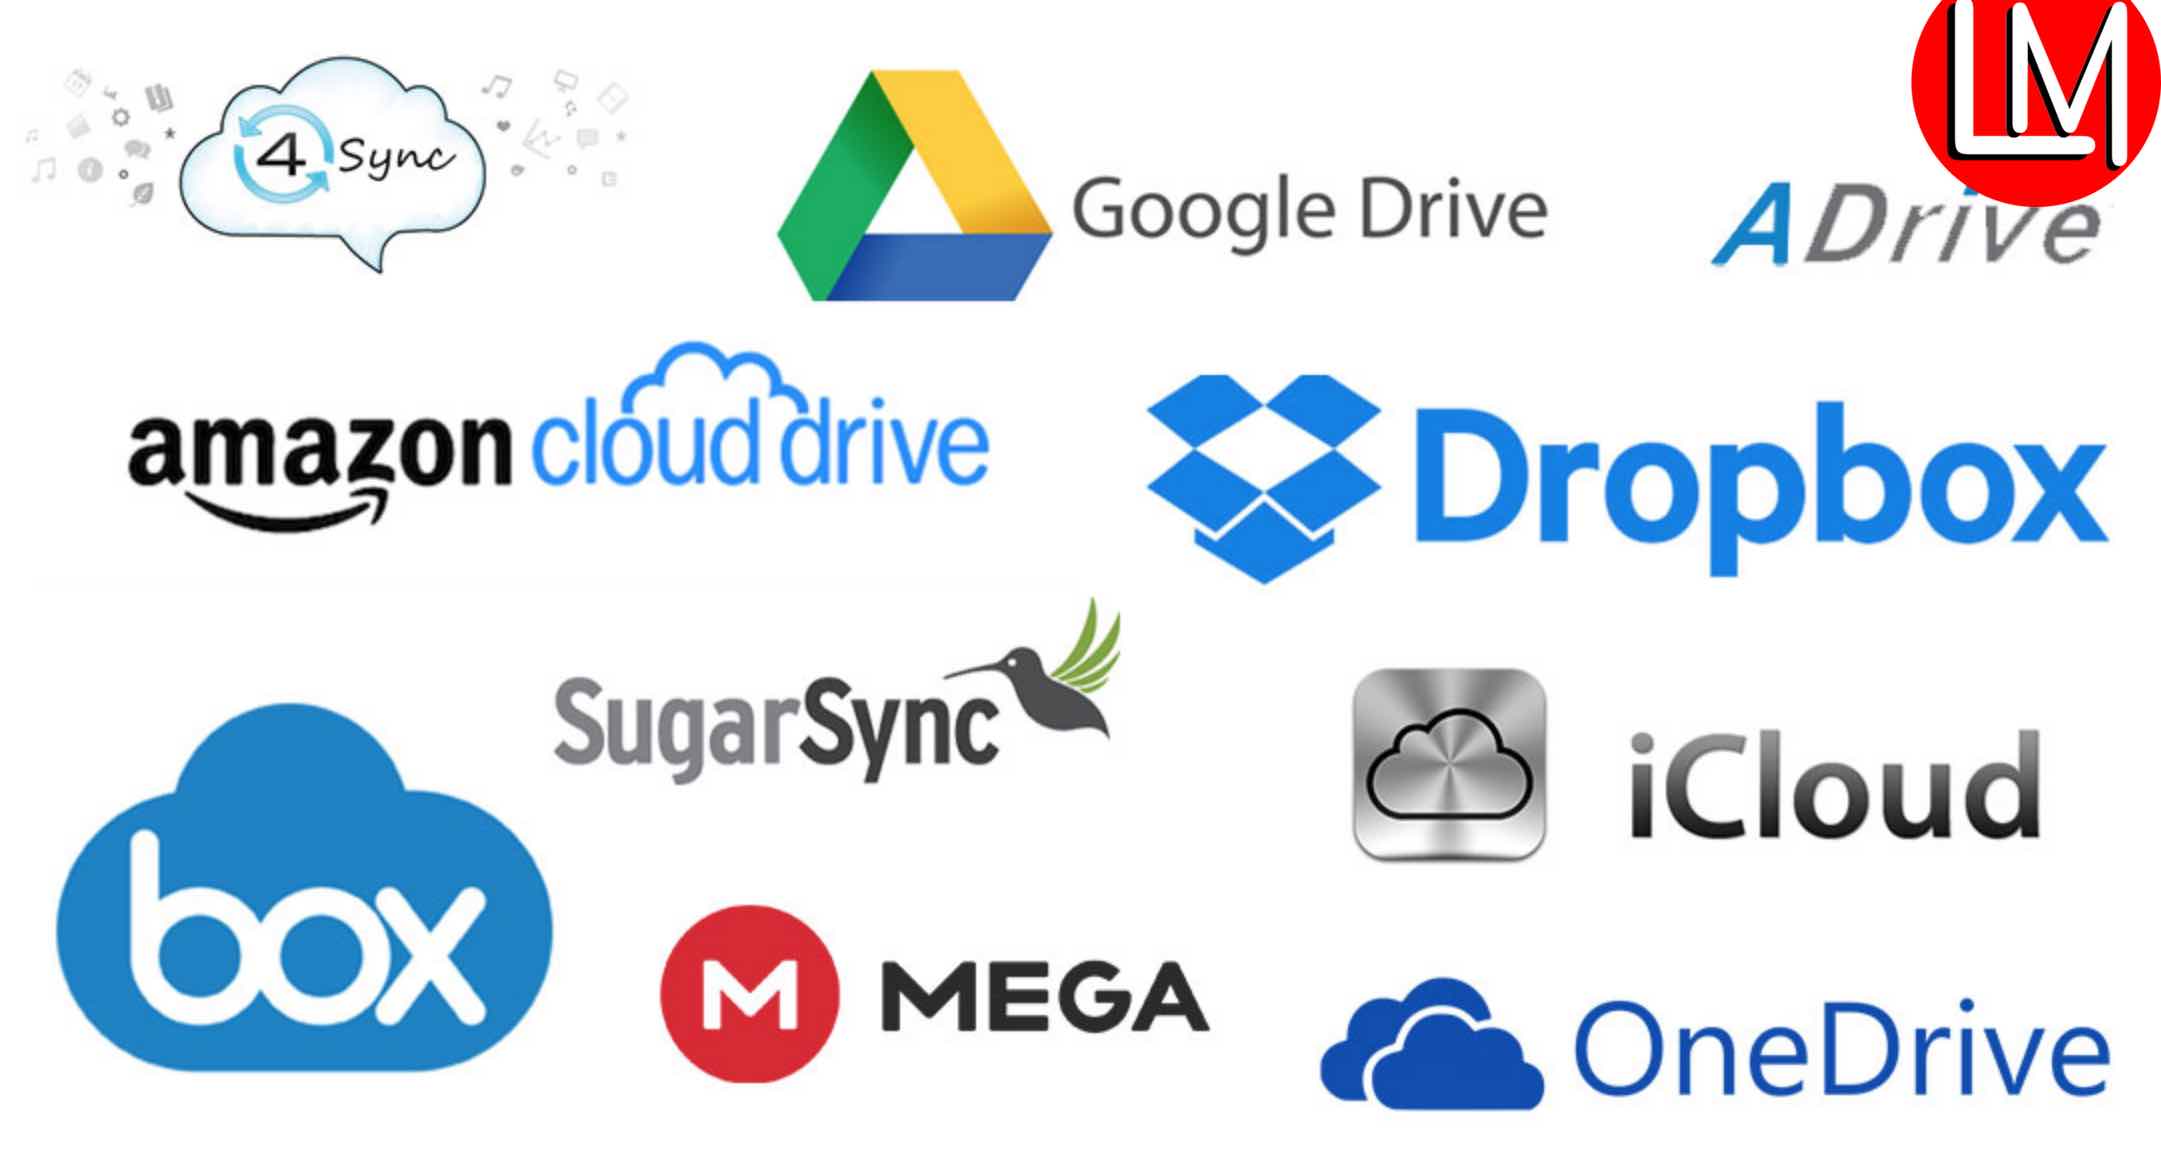 4 Sync
Google Drive
LM
ADrive
amazon cloud drive
Dropbox
SugarSync
iCloud
box
M MEGA
OneDrive